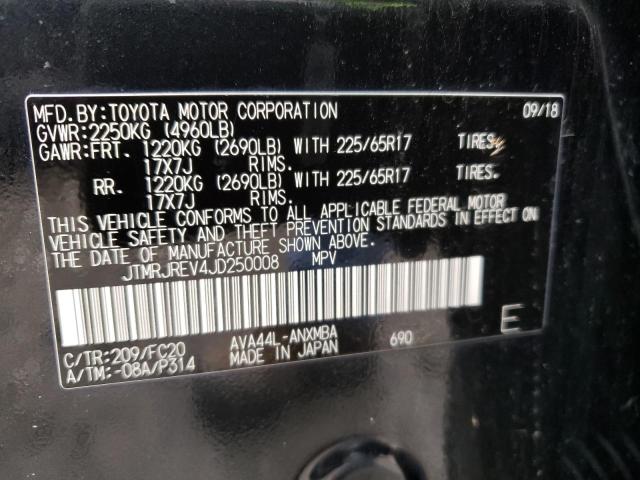 MFD.BY:TOYOTA MOTOR CORPORATION 09/18
GVWR:2250KG (4960LB)
GAWR:FRT. 1220KG (2690LB) WITH 225/65R17 TIRES,
17X7J RIMS.
RR. 1220KG (2690LB) WITH 225/65R17 TIRES.
17X7J RIMS.
THIS VEHICLE CONFORMS TO ALL APPLICABLE FEDERAL MOTOR
VEHICLE SAFETY AND THEFT PREVENTION STANDARDS IN EFFECT ON
THE DATE OF MANUFACTURE SHOWN ABOVE.
JTMRJREV4JD250008 MPV
C/TR:209/FC20 AVA44L-ANXMBA 690 E
A/TM:-08A/P314 MADE IN JAPAN